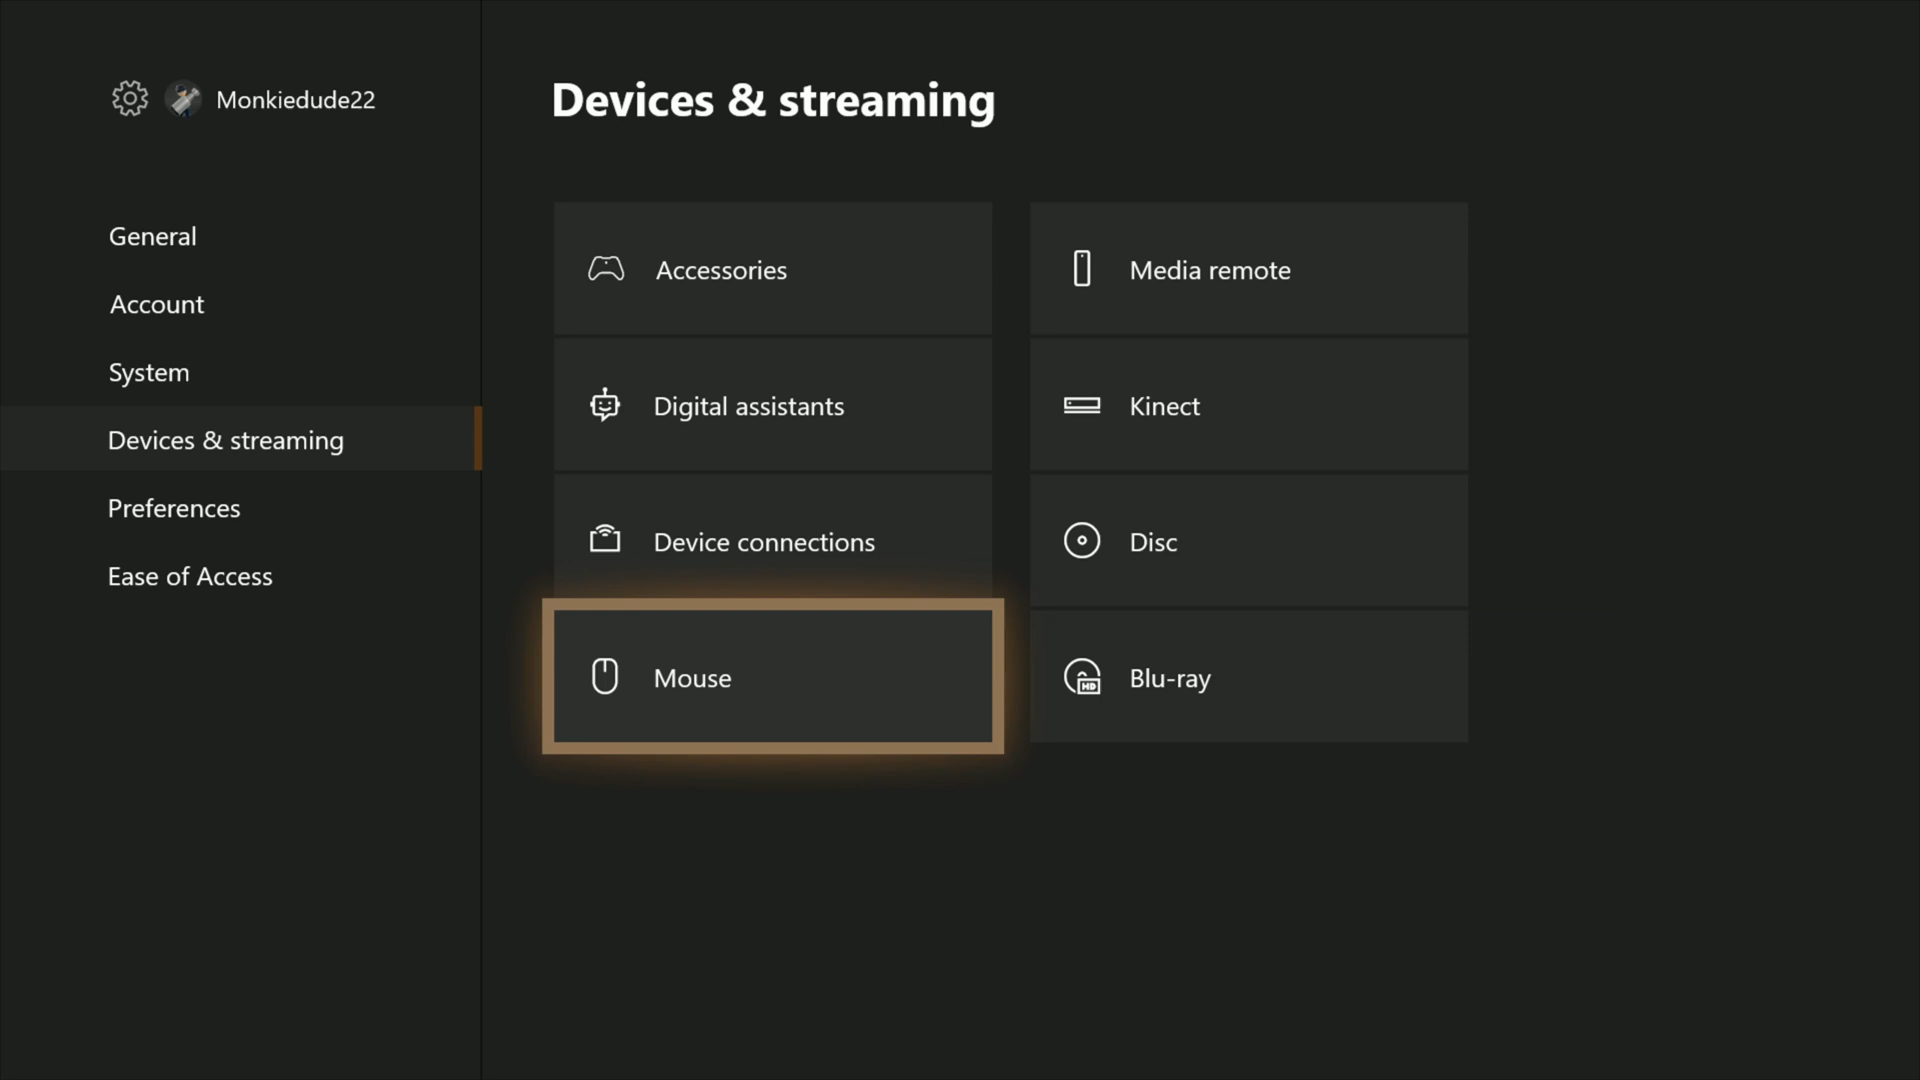 Monkiedude22
General
Account
System
Devices & streaming
Preferences
Ease of Access
Devices & streaming
Accessories
Media remote
Digital assistants
Kinect
Device connections
Disc
Mouse
HD
Blu-ray